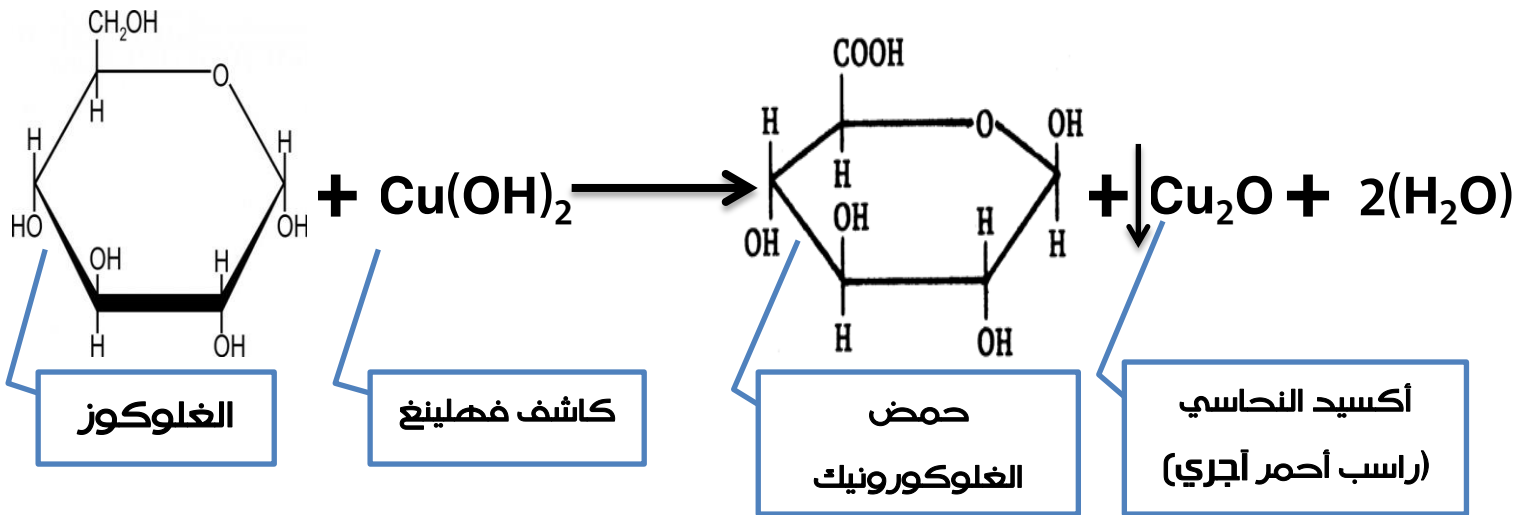 CH₂OH
O
H
H
H
HO
OH
OH
H
H
OH
+ Cu(OH)₂
COOH
O
H
OH
H
OH
H
OH
H
H
OH
+ Cu₂O + 2(H₂O)
الغلوكوز
كاشف فهلينغ
حمض
الغلوكورونيك
أكسيد النحاسي
(راسب أحمر آجري)